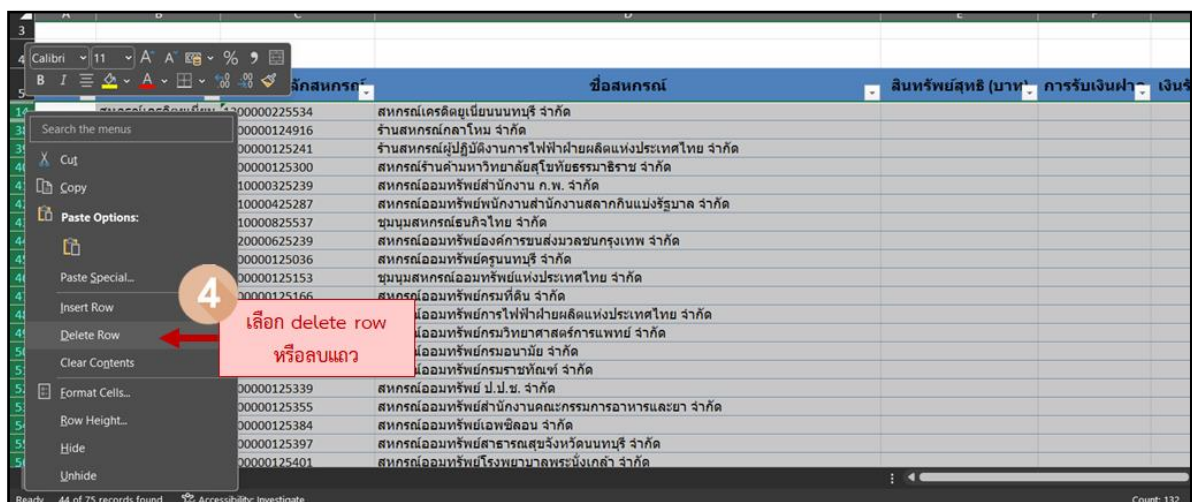 A B C D E F
3
4
Calibri 11 A A % 9
B I A .00 .00
5 ลักสหกรณ์ ชื่อสหกรณ์ สินทรัพย์สุทธิ (บาท) การรับเงินฝาก เงินรั
14 1200000225534 สหกรณ์เครดิตยูเนี่ยนนนทบุรี จำกัด
Search the menus 00000124916 ร้านสหกรณ์กลาโหม จำกัด
Cut 00000125241 ร้านสหกรณ์ผู้ปฏิบัติงานการไฟฟ้าฝ่ายผลิตแห่งประเทศไทย จำกัด
00000125300 สหกรณ์ร้านค้ามหาวิทยาลัยสุโขทัยธรรมาธิราช จำกัด
Copy 10000325239 สหกรณ์ออมทรัพย์สำนักงาน ก.พ. จำกัด
Paste Options: 10000425287 สหกรณ์ออมทรัพย์พนักงานสำนักงานสลากกินแบ่งรัฐบาล จำกัด
10000825537 ชุมนุมสหกรณ์ธนกิจไทย จำกัด
20000625239 สหกรณ์ออมทรัพย์องค์การขนส่งมวลชนกรุงเทพ จำกัด
00000125036 สหกรณ์ออมทรัพย์ครูนนทบุรี จำกัด
Paste Special... 00000125153 ชุมนุมสหกรณ์ออมทรัพย์แห่งประเทศไทย จำกัด
4 00000125166 สหกรณ์ออมทรัพย์กรมที่ดิน จำกัด
Insert Row ณ์ออมทรัพย์การไฟฟ้าฝ่ายผลิตแห่งประเทศไทย จำกัด
เลือก delete row
Delete Row ณ์ออมทรัพย์กรมวิทยาศาสตร์การแพทย์ จำกัด
หรือลบแถว ณ์ออมทรัพย์กรมอนามัย จำกัด
Clear Contents ณ์ออมทรัพย์กรมราชทัณฑ์ จำกัด
Format Cells... 00000125339 สหกรณ์ออมทรัพย์ ป.ป.ช. จำกัด
00000125355 สหกรณ์ออมทรัพย์สำนักงานคณะกรรมการอาหารและยา จำกัด
Row Height... 00000125384 สหกรณ์ออมทรัพย์เอพซิลอน จำกัด
Hide 00000125397 สหกรณ์ออมทรัพย์สาธารณสุขจังหวัดนนทบุรี จำกัด
00000125401 สหกรณ์ออมทรัพย์โรงพยาบาลพระนั่งเกล้า จำกัด
Unhide
Ready 44 of 75 records found Accessibility: Investigate Count: 132